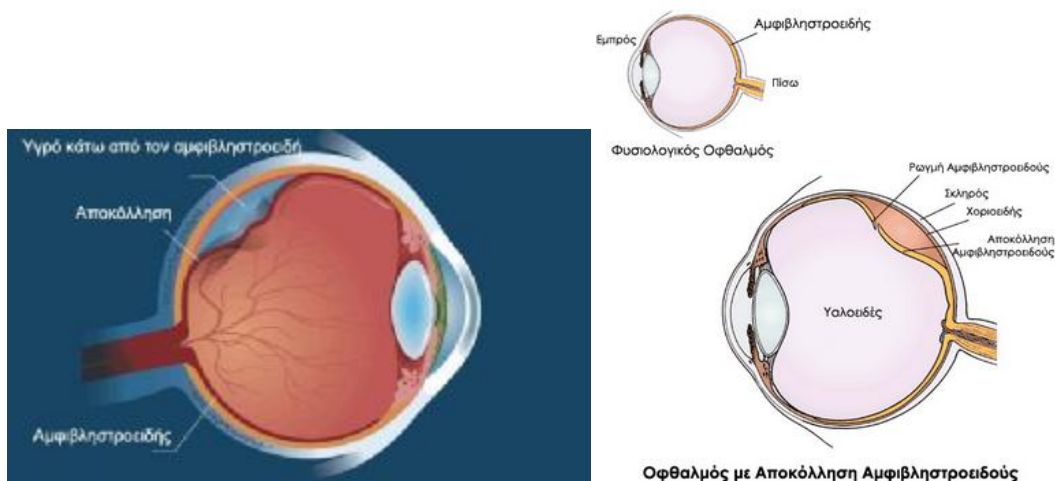 Υγρό κάτω από τον αμφιβληστροειδή
Αποκόλληση
Αμφιβληστροειδής
Εμπρός
Αμφιβληστροειδής
Πίσω
Φυσιολογικός Οφθαλμός
Ρωγμή Αμφιβληστροειδούς
Σκληρός
Χοριοειδής
Αποκόλληση
Αμφιβληστροειδούς
Υαλοειδές
Οφθαλμός με Αποκόλληση Αμφιβληστροειδούς